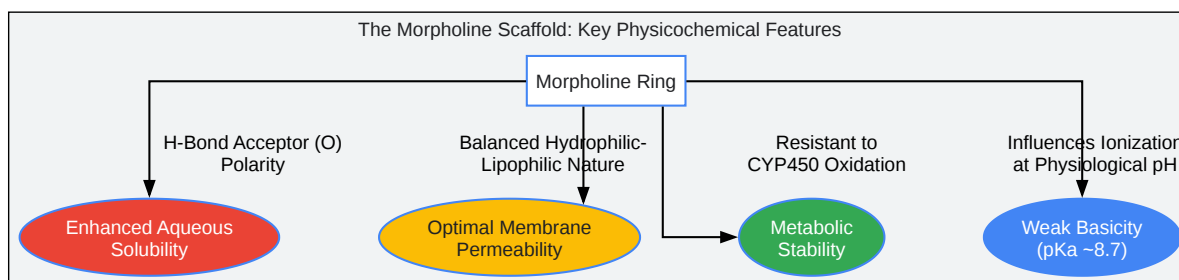 The Morpholine Scaffold: Key Physicochemical Features
Morpholine Ring
H-Bond Acceptor (O)
Polarity
Balanced Hydrophilic-
Lipophilic Nature
Resistant to
CYP450 Oxidation
Influences Ionization
at Physiological pH
Enhanced Aqueous
Solubility
Optimal Membrane
Permeability
Metabolic
Stability
Weak Basicity
(pKa ~8.7)